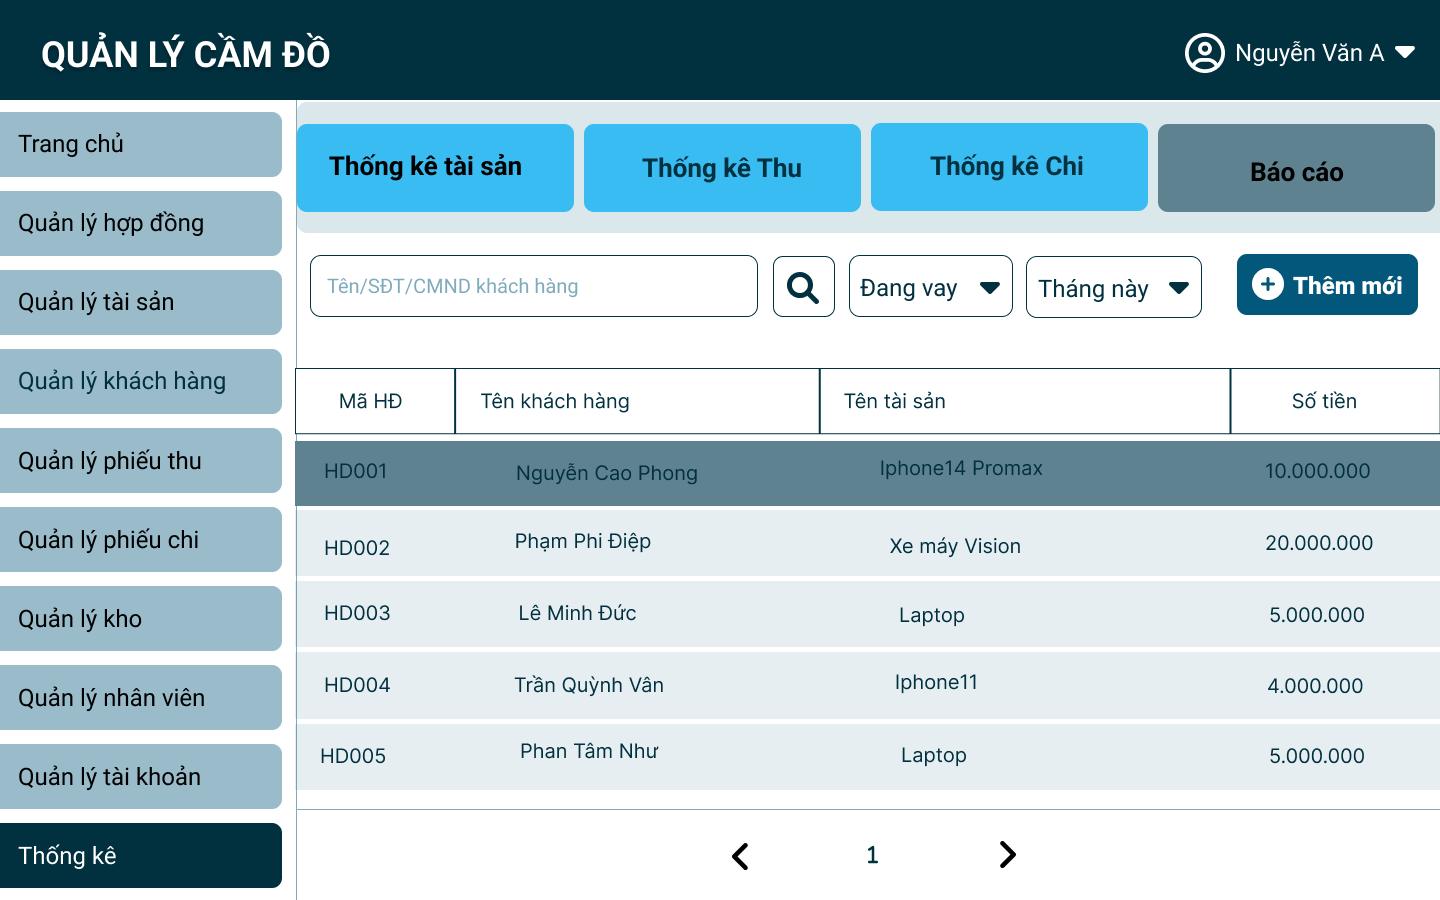 QUẢN LÝ CẦM ĐỒ
Nguyễn Văn A
Trang chủ
Quản lý hợp đồng
Quản lý tài sản
Quản lý khách hàng
Quản lý phiếu thu
Quản lý phiếu chi
Quản lý kho
Quản lý nhân viên
Quản lý tài khoản
Thống kê
Thống kê tài sản
Thống kê Thu
Thống kê Chi
Báo cáo
Tên/SĐT/CMND khách hàng
Đang vay
Tháng này
Thêm mới
Mã HĐ Tên khách hàng Tên tài sản Số tiền
HD001 Nguyễn Cao Phong Iphone14 Promax 10.000.000
HD002 Phạm Phi Điệp Xe máy Vision 20.000.000
HD003 Lê Minh Đức Laptop 5.000.000
HD004 Trần Quỳnh Vân Iphone11 4.000.000
HD005 Phan Tâm Như Laptop 5.000.000
1